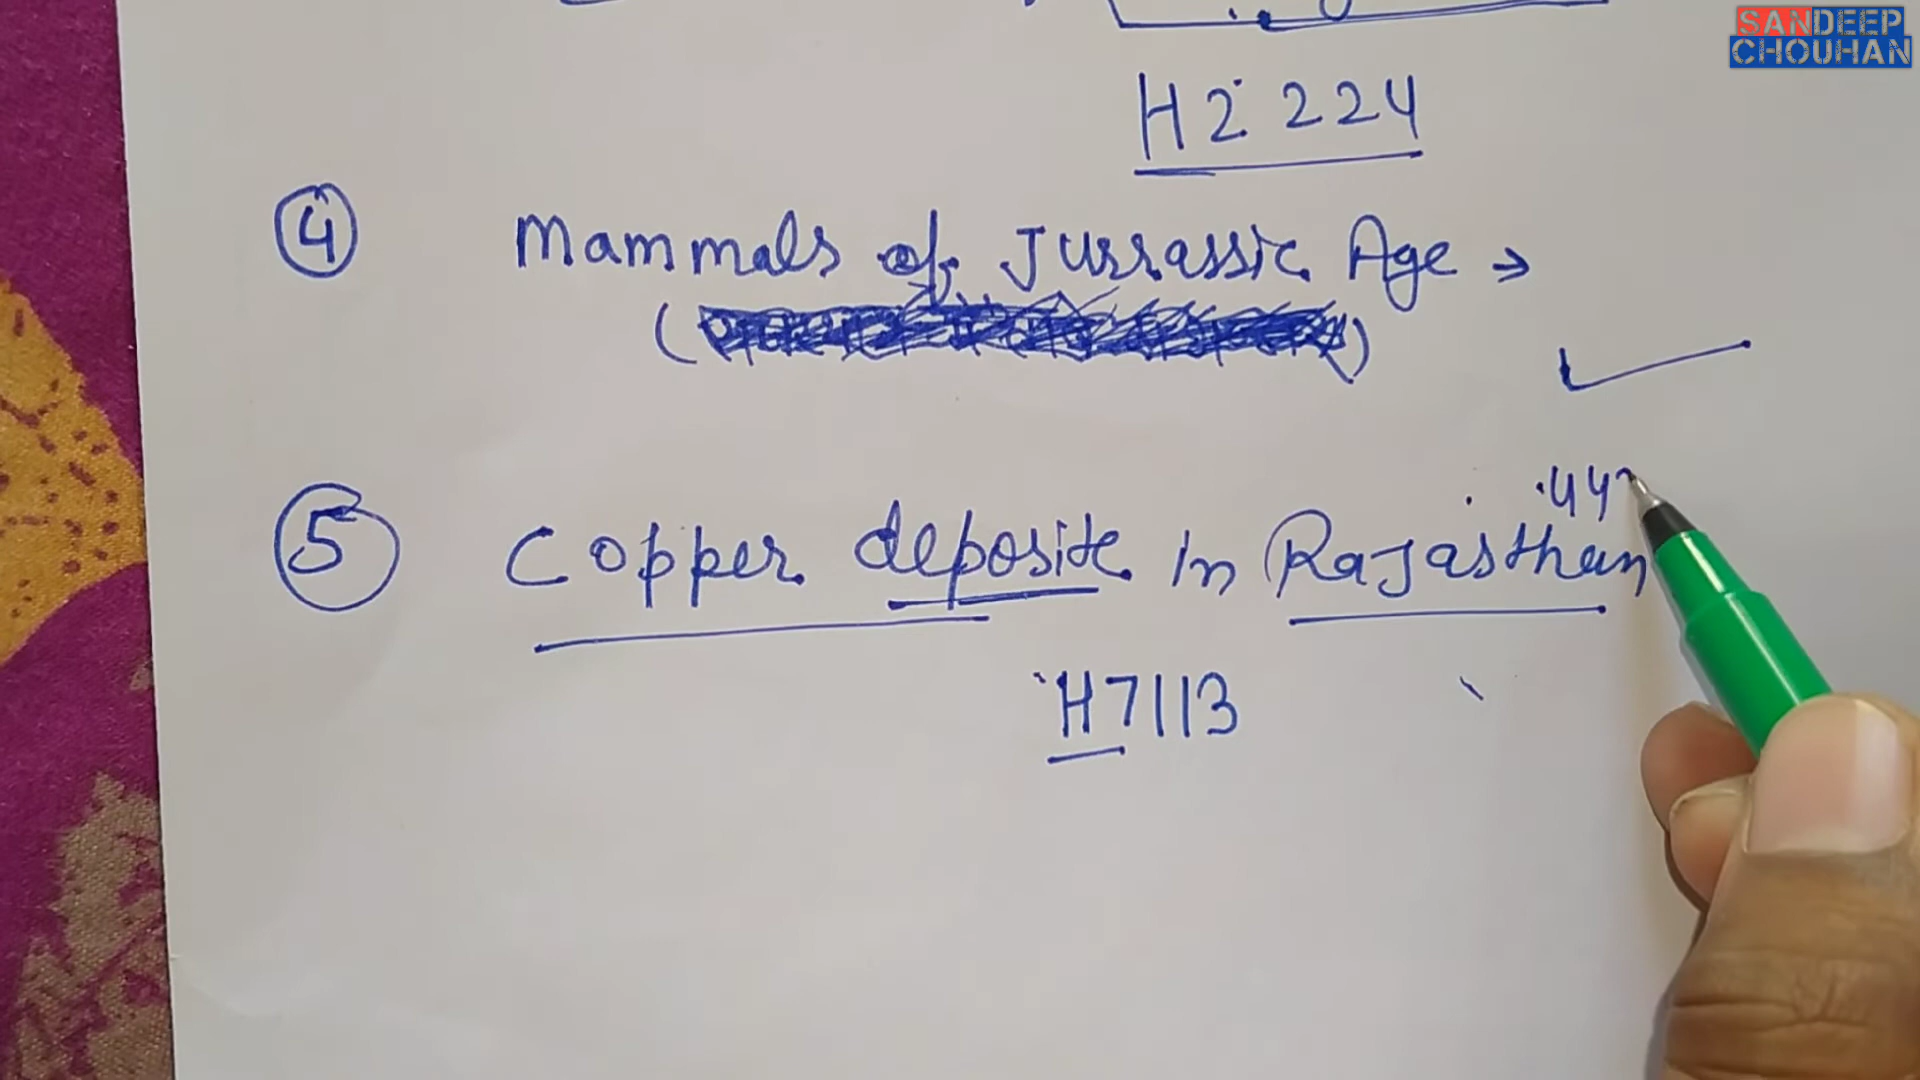 SANDEEP
CHOUHAN
H2 224
4 Mammals of Jurrassic Age →
( )
44
5 Copper deposite in Rajasthan
H7113